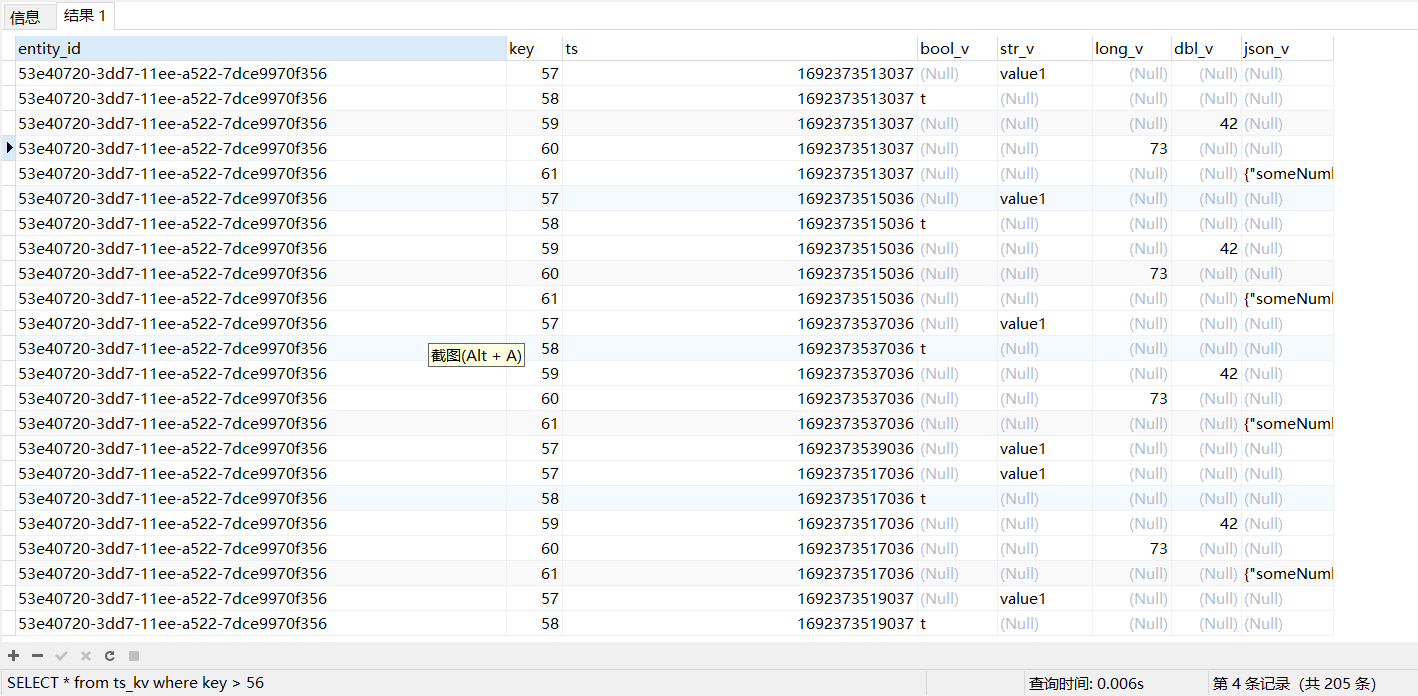 信息 结果 1
entity_id key ts bool_v str_v long_v dbl_v json_v
53e40720-3dd7-11ee-a522-7dce9970f356 57 1692373513037 (Null) value1 (Null) (Null) (Null)
53e40720-3dd7-11ee-a522-7dce9970f356 58 1692373513037 t (Null) (Null) (Null) (Null)
53e40720-3dd7-11ee-a522-7dce9970f356 59 1692373513037 (Null) (Null) (Null) 42 (Null)
53e40720-3dd7-11ee-a522-7dce9970f356 60 1692373513037 (Null) (Null) 73 (Null) (Null)
53e40720-3dd7-11ee-a522-7dce9970f356 61 1692373513037 (Null) (Null) (Null) (Null) {"someNum
53e40720-3dd7-11ee-a522-7dce9970f356 57 1692373515036 (Null) value1 (Null) (Null) (Null)
53e40720-3dd7-11ee-a522-7dce9970f356 58 1692373515036 t (Null) (Null) (Null) (Null)
53e40720-3dd7-11ee-a522-7dce9970f356 59 1692373515036 (Null) (Null) (Null) 42 (Null)
53e40720-3dd7-11ee-a522-7dce9970f356 60 1692373515036 (Null) (Null) 73 (Null) (Null)
53e40720-3dd7-11ee-a522-7dce9970f356 61 1692373515036 (Null) (Null) (Null) (Null) {"someNum
53e40720-3dd7-11ee-a522-7dce9970f356 57 1692373537036 (Null) value1 (Null) (Null) (Null)
53e40720-3dd7-11ee-a522-7dce9970f356 58 1692373537036 t (Null) (Null) (Null) (Null)
截图(Alt + A)
53e40720-3dd7-11ee-a522-7dce9970f356 59 1692373537036 (Null) (Null) (Null) 42 (Null)
53e40720-3dd7-11ee-a522-7dce9970f356 60 1692373537036 (Null) (Null) 73 (Null) (Null)
53e40720-3dd7-11ee-a522-7dce9970f356 61 1692373537036 (Null) (Null) (Null) (Null) {"someNum
53e40720-3dd7-11ee-a522-7dce9970f356 57 1692373539036 (Null) value1 (Null) (Null) (Null)
53e40720-3dd7-11ee-a522-7dce9970f356 57 1692373517036 (Null) value1 (Null) (Null) (Null)
53e40720-3dd7-11ee-a522-7dce9970f356 58 1692373517036 t (Null) (Null) (Null) (Null)
53e40720-3dd7-11ee-a522-7dce9970f356 59 1692373517036 (Null) (Null) (Null) 42 (Null)
53e40720-3dd7-11ee-a522-7dce9970f356 60 1692373517036 (Null) (Null) 73 (Null) (Null)
53e40720-3dd7-11ee-a522-7dce9970f356 61 1692373517036 (Null) (Null) (Null) (Null) {"someNum
53e40720-3dd7-11ee-a522-7dce9970f356 57 1692373519037 (Null) value1 (Null) (Null) (Null)
53e40720-3dd7-11ee-a522-7dce9970f356 58 1692373519037 t (Null) (Null) (Null) (Null)
SELECT * from ts_kv where key > 56 查询时间: 0.006s 第 4 条记录 (共 205 条)